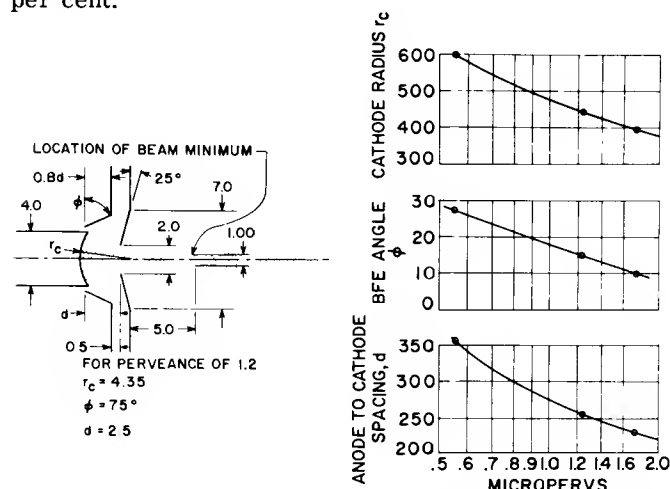 per cent.
LOCATION OF BEAM MINIMUM
0.8d
25°
ϕ
7.0
4.0
2.0
1.00
r_c
d
5.0
0.5
FOR PERVEANCE OF 1.2
r_c = 4.35
ϕ = 75°
d = 2.5
CATHODE RADIUS r_c
600
500
400
300
BFE ANGLE
ϕ
30
20
10
0
ANODE TO CATHODE
SPACING, d
350
300
250
200
.5 .6 .7 .8 .9 1.0 1.2 1.4 1.6 2.0
MICROPERVS